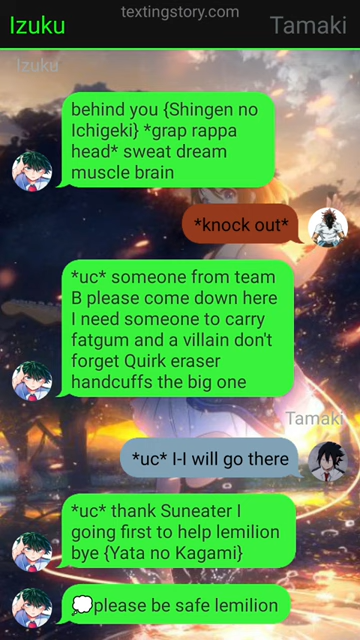 textingstory.com
Izuku
Tamaki
Izuku
behind you {Shingen no
Ichigeki} *grap rappa
head* sweat dream
muscle brain
*knock out*
*uc* someone from team
B please come down here
I need someone to carry
fatgum and a villain don't
forget Quirk eraser
handcuffs the big one
Tamaki
*uc* I-I will go there
*uc* thank Suneater I
going first to help lemilion
bye {Yata no Kagami}
💭please be safe lemilion